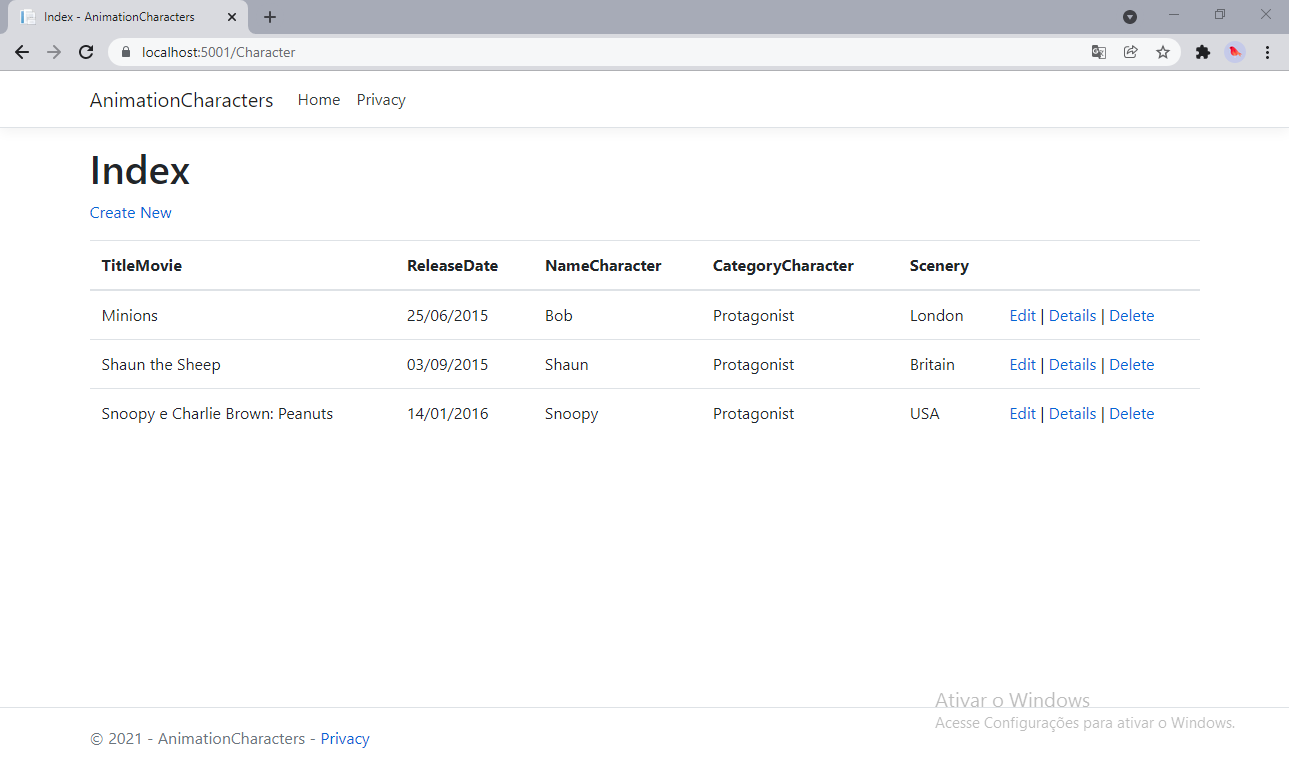 Index - AnimationCharacters
localhost:5001/Character
AnimationCharacters Home Privacy
Index
Create New
TitleMovie ReleaseDate NameCharacter CategoryCharacter Scenery
Minions 25/06/2015 Bob Protagonist London Edit | Details | Delete
Shaun the Sheep 03/09/2015 Shaun Protagonist Britain Edit | Details | Delete
Snoopy e Charlie Brown: Peanuts 14/01/2016 Snoopy Protagonist USA Edit | Details | Delete
Ativar o Windows
Acesse Configurações para ativar o Windows.
© 2021 - AnimationCharacters - Privacy